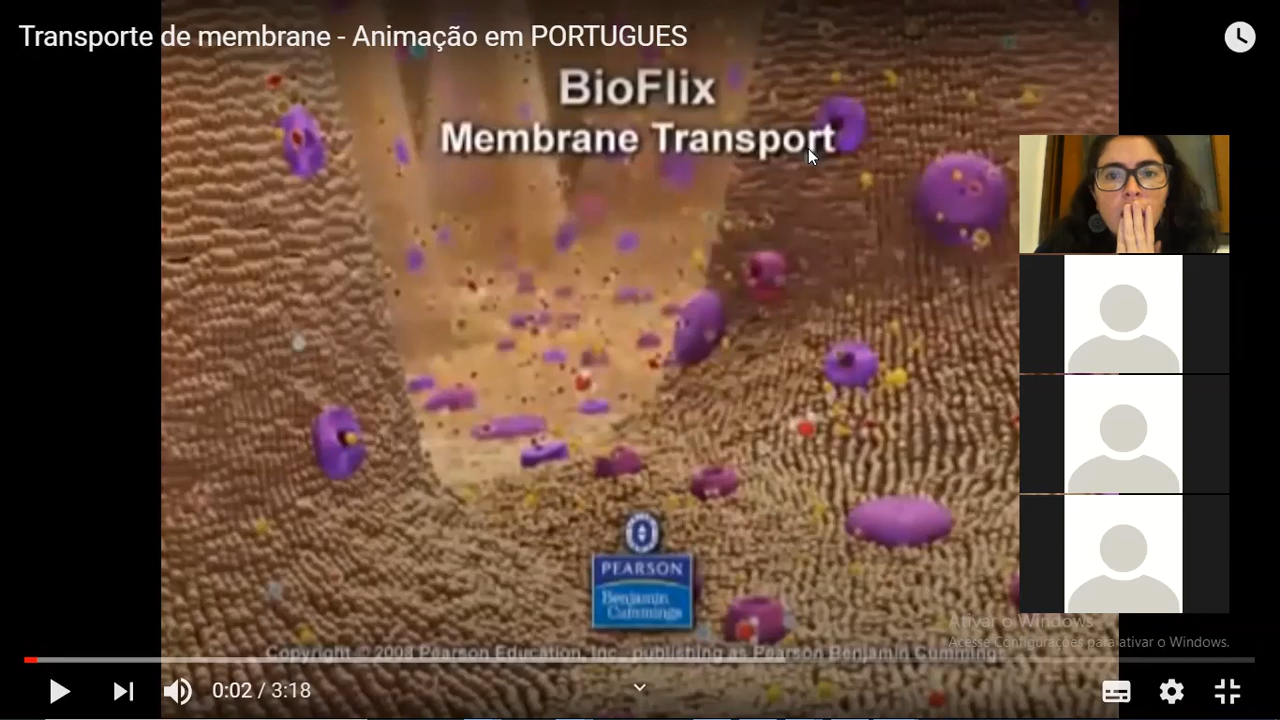 Transporte de membrane - Animação em PORTUGUES
BioFlix
Membrane Transport
PEARSON
Benjamin
Cummings
Ativar o Windows
Acesse Configurações para ativar o Windows.
Copyright © 2008 Pearson Education, Inc., publishing as Pearson Benjamin Cummings
0:02 / 3:18